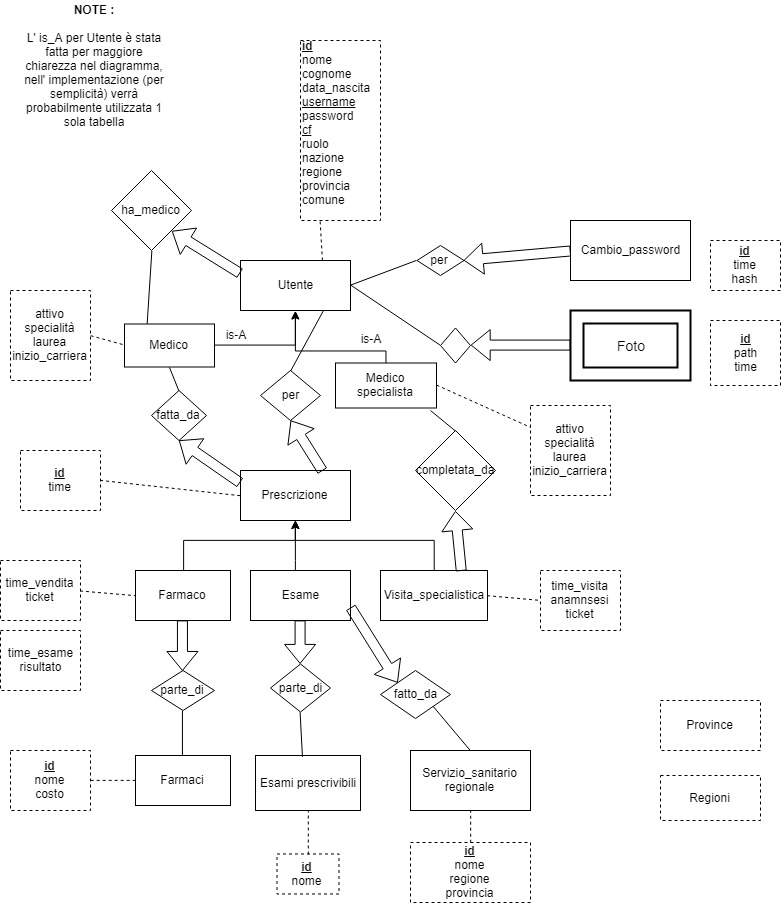 NOTE :
L' is_A per Utente è stata
fatta per maggiore
chiarezza nel diagramma,
nell' implementazione (per
semplicità) verrà
probabilmente utilizzata 1
sola tabella
id
nome
cognome
data_nascita
username
password
cf
ruolo
nazione
regione
provincia
comune
ha_medico
Utente
per
Cambio_password
id
time
hash
attivo
specialità
laurea
inizio_carriera
Medico
is-A
is-A
Foto
id
path
time
Medico
specialista
fatta_da
per
attivo
specialità
laurea
inizio_carriera
completata_da
id
time
Prescrizione
time_vendita
ticket
Farmaco
Esame
Visita_specialistica
time_visita
anamnsesi
ticket
time_esame
risultato
parte_di
parte_di
fatto_da
Province
id
nome
costo
Farmaci
Esami prescrivibili
Servizio_sanitario
regionale
Regioni
id
nome
id
nome
regione
provincia